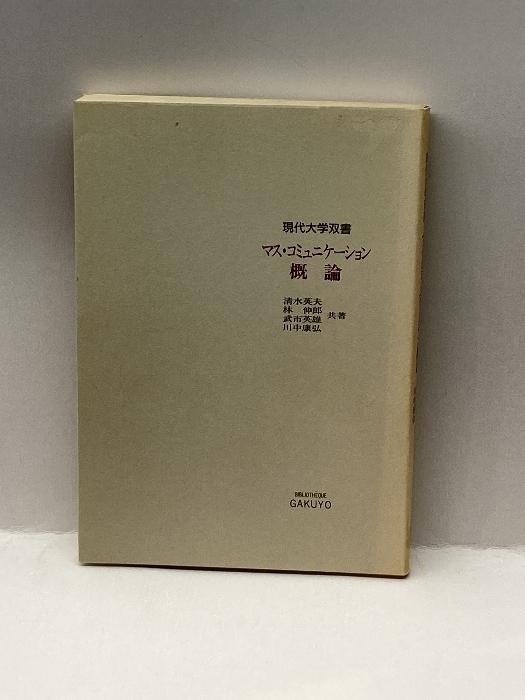 現代大学双書
マス・コミュニケーション
概論
清水英夫
林 伸郎
武市英雄
川中康弘
共著
BIBLIOTHEQUE
GAKUYO